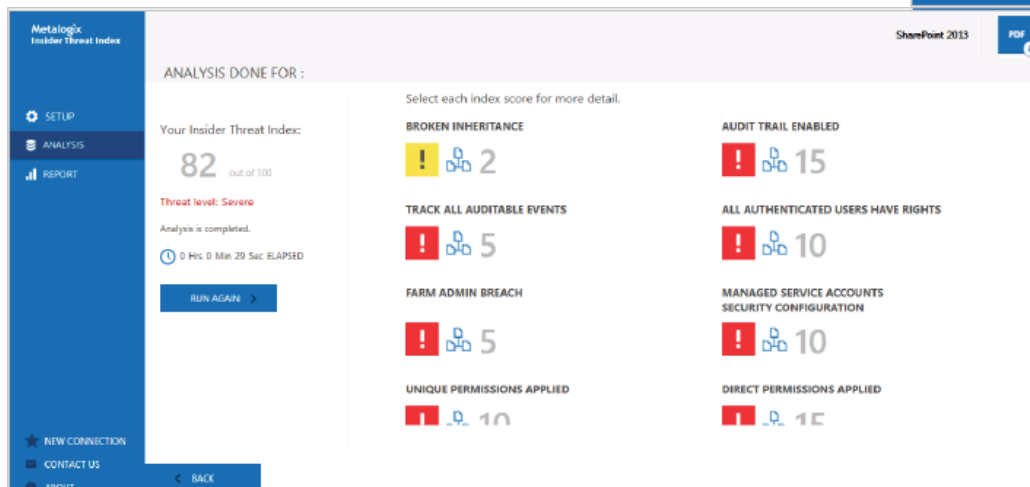 Metalogix
Insider Threat Index
SharePoint 2013
PDF
ANALYSIS DONE FOR :
SETUP
ANALYSIS
REPORT
Your Insider Threat Index:
82 out of 100
Threat level: Severe
Analysis is completed.
0 Hrs 0 Min 29 Sec ELAPSED
RUN AGAIN
Select each index score for more detail.
BROKEN INHERITANCE
! 2
AUDIT TRAIL ENABLED
! 15
TRACK ALL AUDITABLE EVENTS
! 5
ALL AUTHENTICATED USERS HAVE RIGHTS
! 10
FARM ADMIN BREACH
! 5
MANAGED SERVICE ACCOUNTS
SECURITY CONFIGURATION
! 10
UNIQUE PERMISSIONS APPLIED
! 10
DIRECT PERMISSIONS APPLIED
! 15
NEW CONNECTION
CONTACT US
ABOUT
BACK